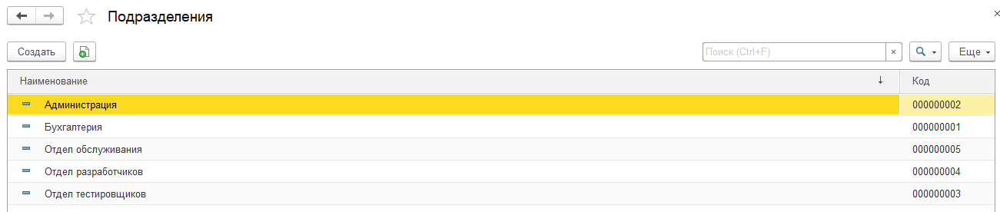 Подразделения
Создать Поиск (Ctrl+F) Еще
Наименование Код
Администрация 000000002
Бухгалтерия 000000001
Отдел обслуживания 000000005
Отдел разработчиков 000000004
Отдел тестировщиков 000000003